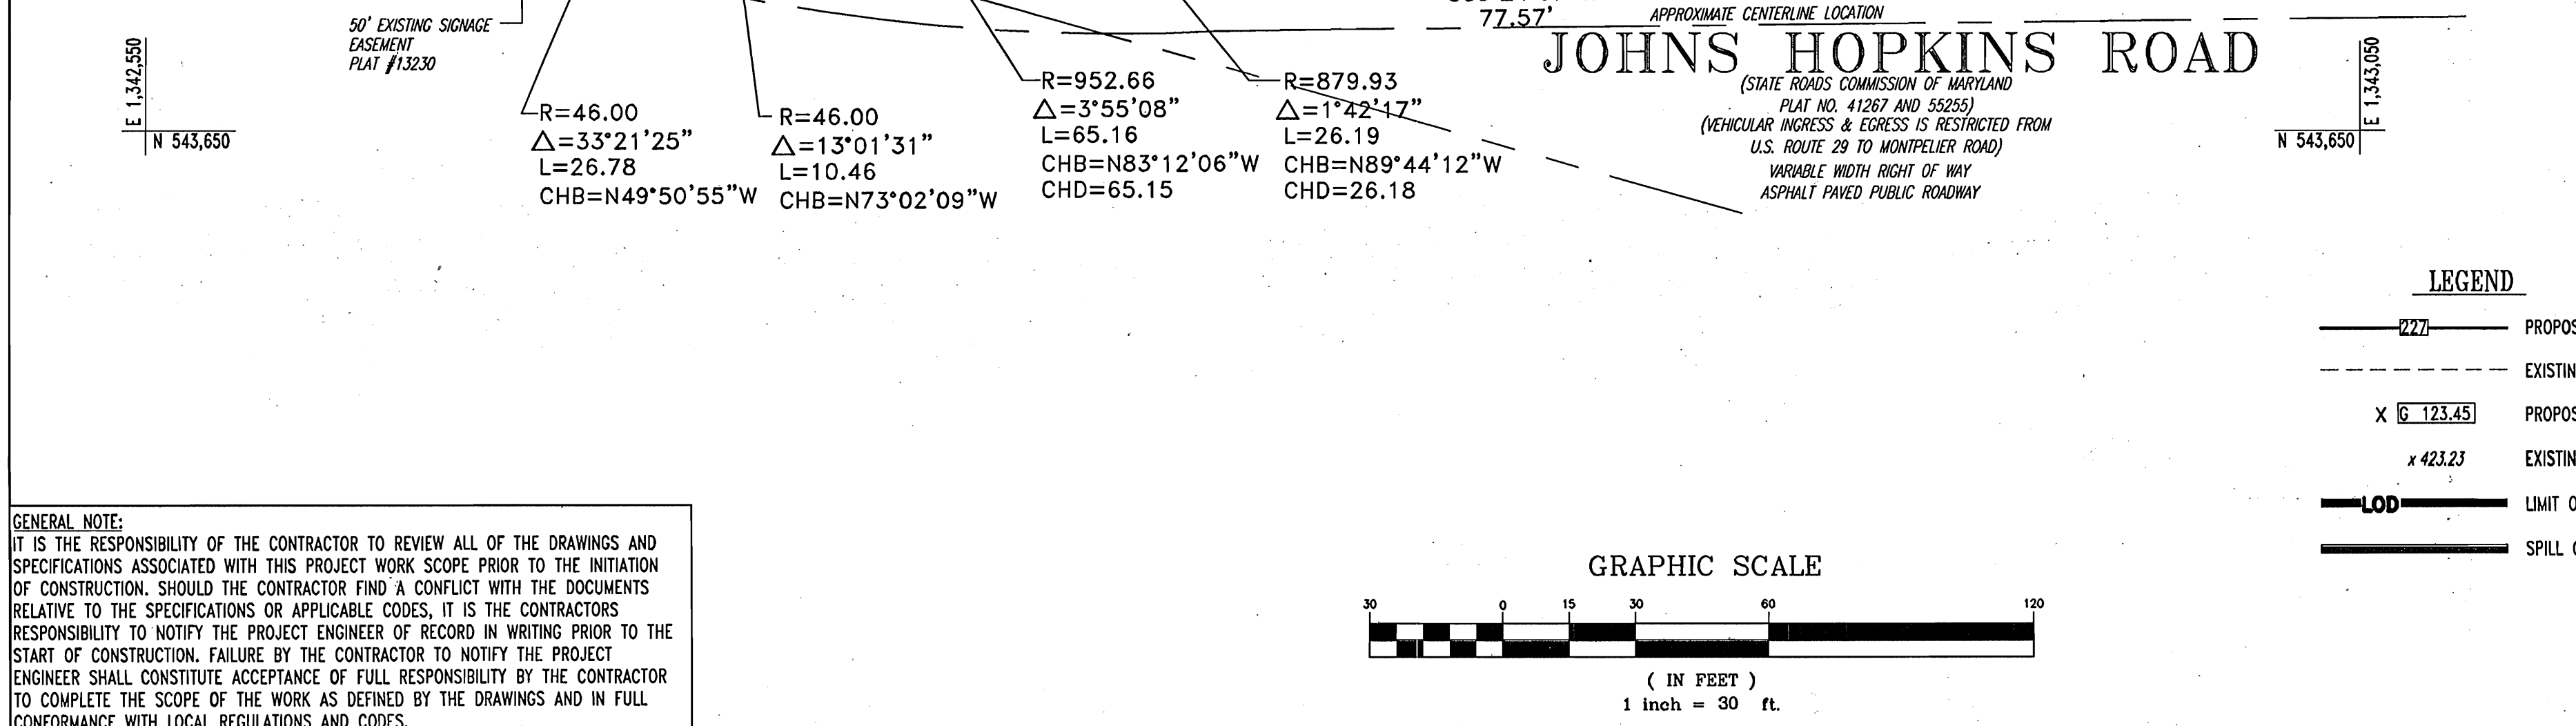 50' EXISTING SIGNAGE
EASEMENT
PLAT #13230
E 1,342,550
N 543,650
R=46.00
△=33°21'25"
L=26.78
CHB=N49°50'55"W
R=46.00
△=13°01'31"
L=10.46
CHB=N73°02'09"W
R=952.66
△=3°55'08"
L=65.16
CHB=N83°12'06"W
CHD=65.15
R=879.93
△=1°42'17"
L=26.19
CHB=N89°44'12"W
CHD=26.18
77.57'
APPROXIMATE CENTERLINE LOCATION
JOHNS HOPKINS ROAD
(STATE ROADS COMMISSION OF MARYLAND
PLAT NO. 41267 AND 55255)
(VEHICULAR INGRESS & EGRESS IS RESTRICTED FROM
U.S. ROUTE 29 TO MONTPELIER ROAD)
VARIABLE WIDTH RIGHT OF WAY
ASPHALT PAVED PUBLIC ROADWAY
E 1,343,050
N 543,650
LEGEND
227 PROPOS
EXISTIN
X G 123.45 PROPOS
x 423.23 EXISTIN
LOD LIMIT O
SPILL
GENERAL NOTE:
IT IS THE RESPONSIBILITY OF THE CONTRACTOR TO REVIEW ALL OF THE DRAWINGS AND
SPECIFICATIONS ASSOCIATED WITH THIS PROJECT WORK SCOPE PRIOR TO THE INITIATION
OF CONSTRUCTION. SHOULD THE CONTRACTOR FIND A CONFLICT WITH THE DOCUMENTS
RELATIVE TO THE SPECIFICATIONS OR APPLICABLE CODES, IT IS THE CONTRACTORS
RESPONSIBILITY TO NOTIFY THE PROJECT ENGINEER OF RECORD IN WRITING PRIOR TO THE
START OF CONSTRUCTION. FAILURE BY THE CONTRACTOR TO NOTIFY THE PROJECT
ENGINEER SHALL CONSTITUTE ACCEPTANCE OF FULL RESPONSIBILITY BY THE CONTRACTOR
TO COMPLETE THE SCOPE OF THE WORK AS DEFINED BY THE DRAWINGS AND IN FULL
CONFORMANCE WITH LOCAL REGULATIONS AND CODES.
GRAPHIC SCALE
30 0 15 30 60 120
( IN FEET )
1 inch = 30 ft.